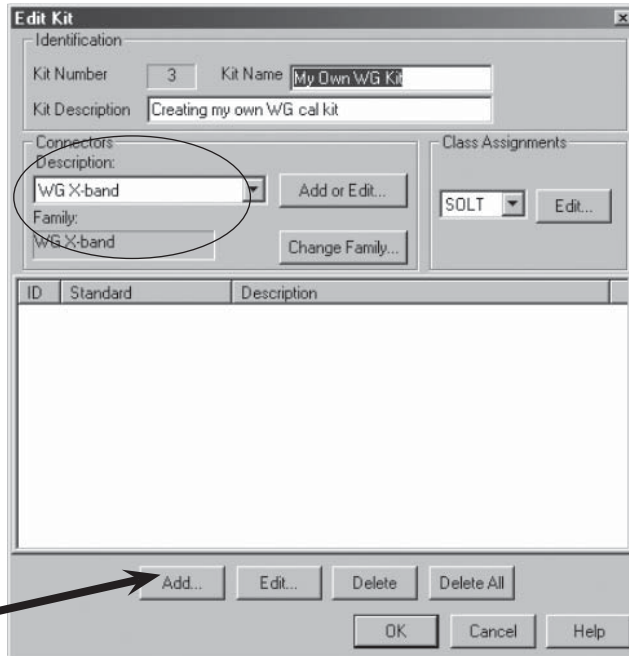 Edit Kit
Identification
Kit Number 3 Kit Name My Own WG Kit
Kit Description Creating my own WG cal kit
Connectors
Description:
WG X-band Add or Edit...
Family:
WG X-band Change Family...
Class Assignments
SOLT Edit...
ID Standard Description
Add... Edit... Delete Delete All
OK Cancel Help